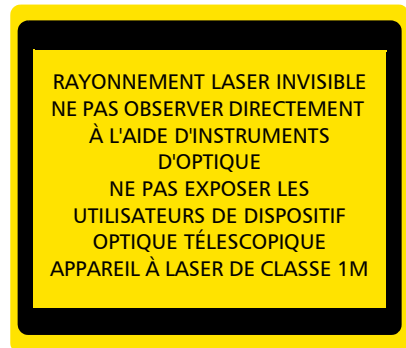 RAYONNEMENT LASER INVISIBLE
NE PAS OBSERVER DIRECTEMENT
À L'AIDE D'INSTRUMENTS
D'OPTIQUE
NE PAS EXPOSER LES
UTILISATEURS DE DISPOSITIF
OPTIQUE TÉLESCOPIQUE
APPAREIL À LASER DE CLASSE 1M